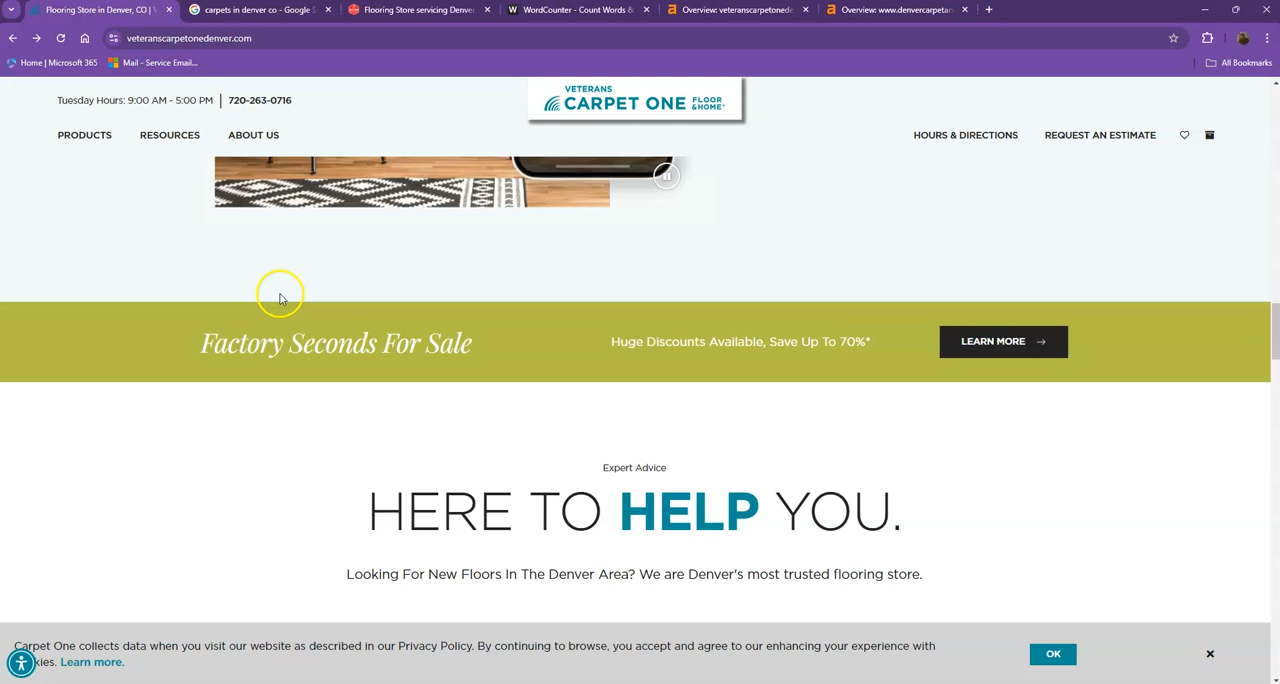 Flooring Store in Denver, CO | V
carpets in denver co - Google S
Flooring Store servicing Denver
WordCounter - Count Words &
Overview: veteranscarpetonede
Overview: www.denvercarpetan
veteranscarpetonedenver.com
Home | Microsoft 365
Mail - Service Email...
All Bookmarks
Tuesday Hours: 9:00 AM - 5:00 PM | 720-263-0716
VETERANS
CARPET ONE FLOOR &HOME
PRODUCTS RESOURCES ABOUT US
HOURS & DIRECTIONS REQUEST AN ESTIMATE
Factory Seconds For Sale
Huge Discounts Available, Save Up To 70%*
LEARN MORE →
Expert Advice
HERE TO HELP YOU.
Looking For New Floors In The Denver Area? We are Denver's most trusted flooring store.
Carpet One collects data when you visit our website as described in our Privacy Policy. By continuing to browse, you accept and agree to our enhancing your experience with
kies. Learn more.
OK